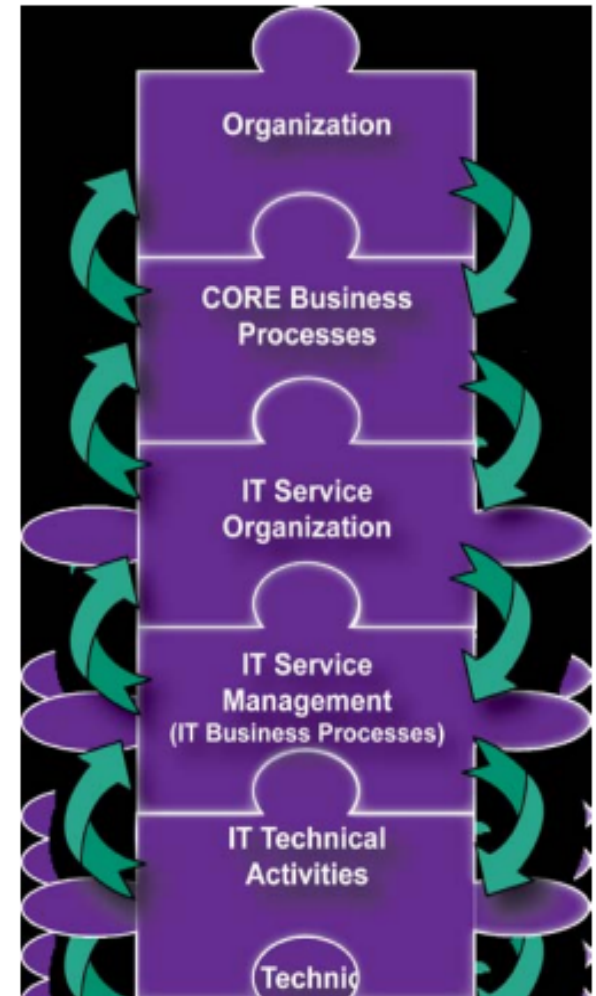 Organization
CORE Business
Processes
IT Service
Organization
IT Service
Management
(IT Business Processes)
IT Technical
Activities